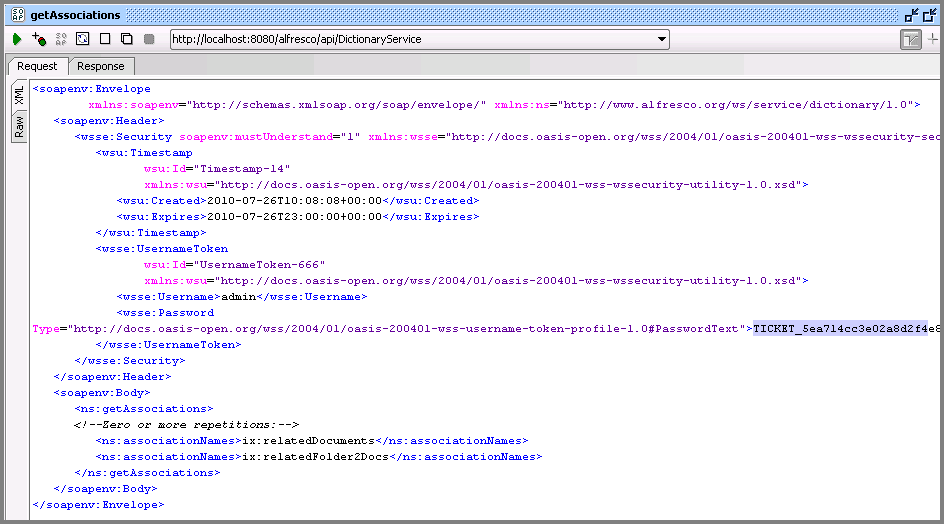 SOAP getAssociations
SOAP http://localhost:8080/alfresco/api/DictionaryService
Request Response
XML
Raw
<soapenv:Envelope
xmlns:soapenv="http://schemas.xmlsoap.org/soap/envelope/" xmlns:ns="http://www.alfresco.org/ws/service/dictionary/1.0">
<soapenv:Header>
<wsse:Security soapenv:mustUnderstand="1" xmlns:wsse="http://docs.oasis-open.org/wss/2004/01/oasis-200401-wss-wssecurity-sec
<wsu:Timestamp
wsu:Id="Timestamp-14"
xmlns:wsu="http://docs.oasis-open.org/wss/2004/01/oasis-200401-wss-wssecurity-utility-1.0.xsd">
<wsu:Created>2010-07-26T10:08:08+00:00</wsu:Created>
<wsu:Expires>2010-07-26T23:00:00+00:00</wsu:Expires>
</wsu:Timestamp>
<wsse:UsernameToken
wsu:Id="UsernameToken-666"
xmlns:wsu="http://docs.oasis-open.org/wss/2004/01/oasis-200401-wss-wssecurity-utility-1.0.xsd">
<wsse:Username>admin</wsse:Username>
<wsse:Password
Type="http://docs.oasis-open.org/wss/2004/01/oasis-200401-wss-username-token-profile-1.0#PasswordText">TICKET_5ea714cc3e02a8d2f4e8
</wsse:UsernameToken>
</wsse:Security>
</soapenv:Header>
<soapenv:Body>
<ns:getAssociations>
<!--Zero or more repetitions:-->
<ns:associationNames>ix:relatedDocuments</ns:associationNames>
<ns:associationNames>ix:relatedFolder2Docs</ns:associationNames>
</ns:getAssociations>
</soapenv:Body>
</soapenv:Envelope>